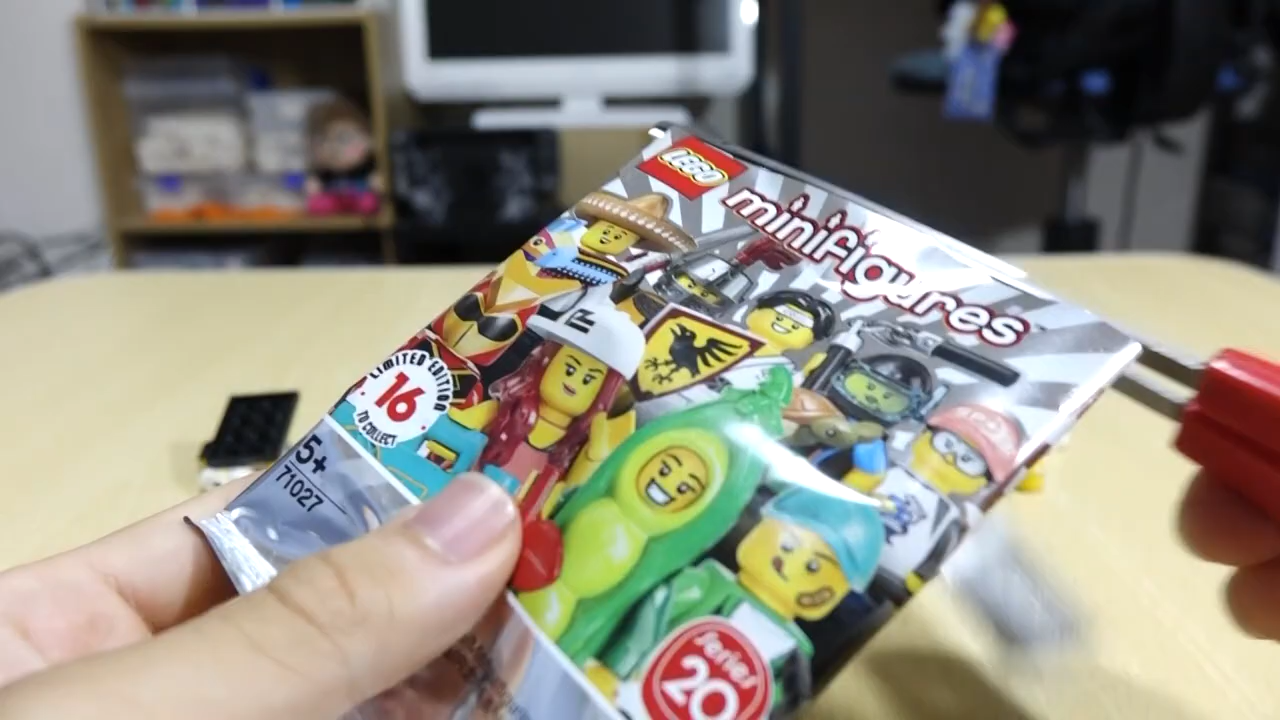 LEGO
minifigures
LIMITED EDITION
16
TO COLLECT
5+
71027
Series
20